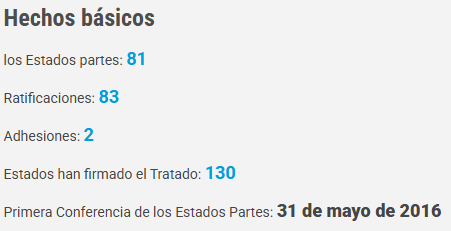 Hechos básicos
los Estados partes: 81
Ratificaciones: 83
Adhesiones: 2
Estados han firmado el Tratado: 130
Primera Conferencia de los Estados Partes: 31 de mayo de 2016